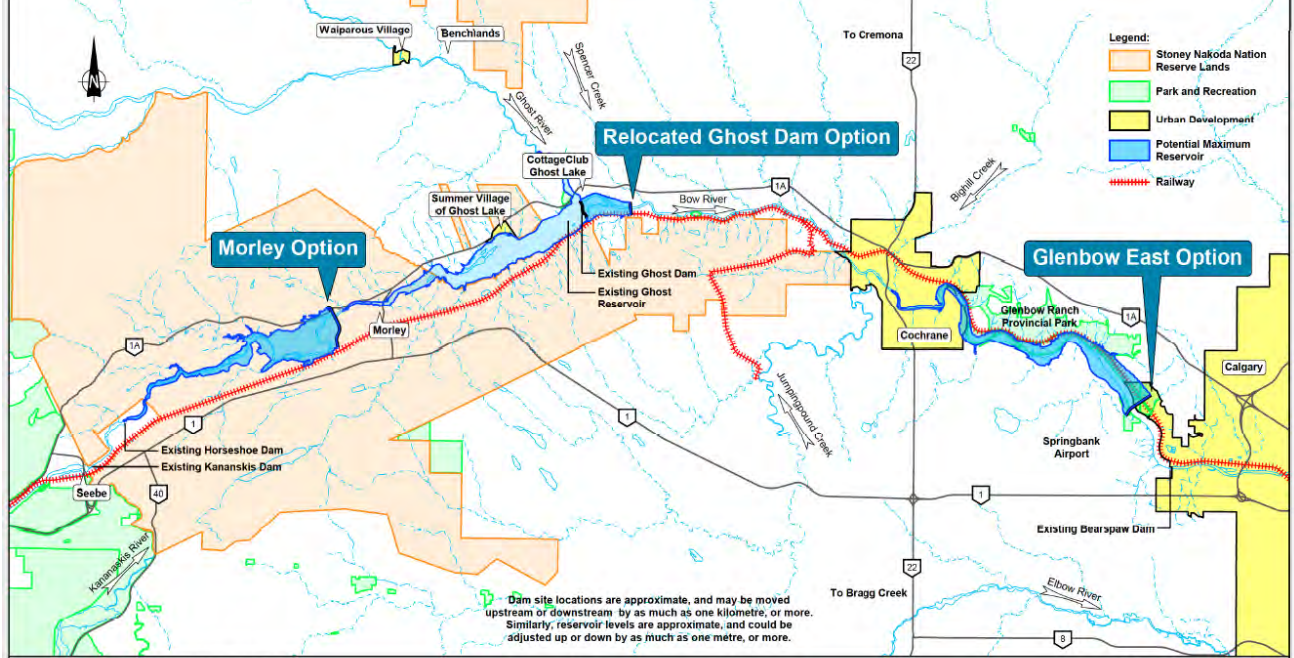 Waiparous Village
Benchlands
To Cremona
22
Legend:
Stoney Nakoda Nation
Reserve Lands
Park and Recreation
Urban Development
Potential Maximum
Reservoir
Railway
N
Spencer Creek
Ghost River
Relocated Ghost Dam Option
CottageClub
Ghost Lake
1A
Bighill Creek
Summer Village
of Ghost Lake
Bow River
Morley Option
Glenbow East Option
Existing Ghost Dam
Existing Ghost
Reservoir
Glenbow Ranch
Provincial Park
1A
Morley
Cochrane
1A
Calgary
Jumpingpound Creek
1
1
Existing Horseshoe Dam
Existing Kananskis Dam
Springbank
Airport
Seebe
40
1
Existing Bearspaw Dam
Kananaskis River
22
To Bragg Creek
Elbow River
Dam site locations are approximate, and may be moved
upstream or downstream by as much as one kilometre, or more.
Similarly, reservoir levels are approximate, and could be
adjusted up or down by as much as one metre, or more.
8